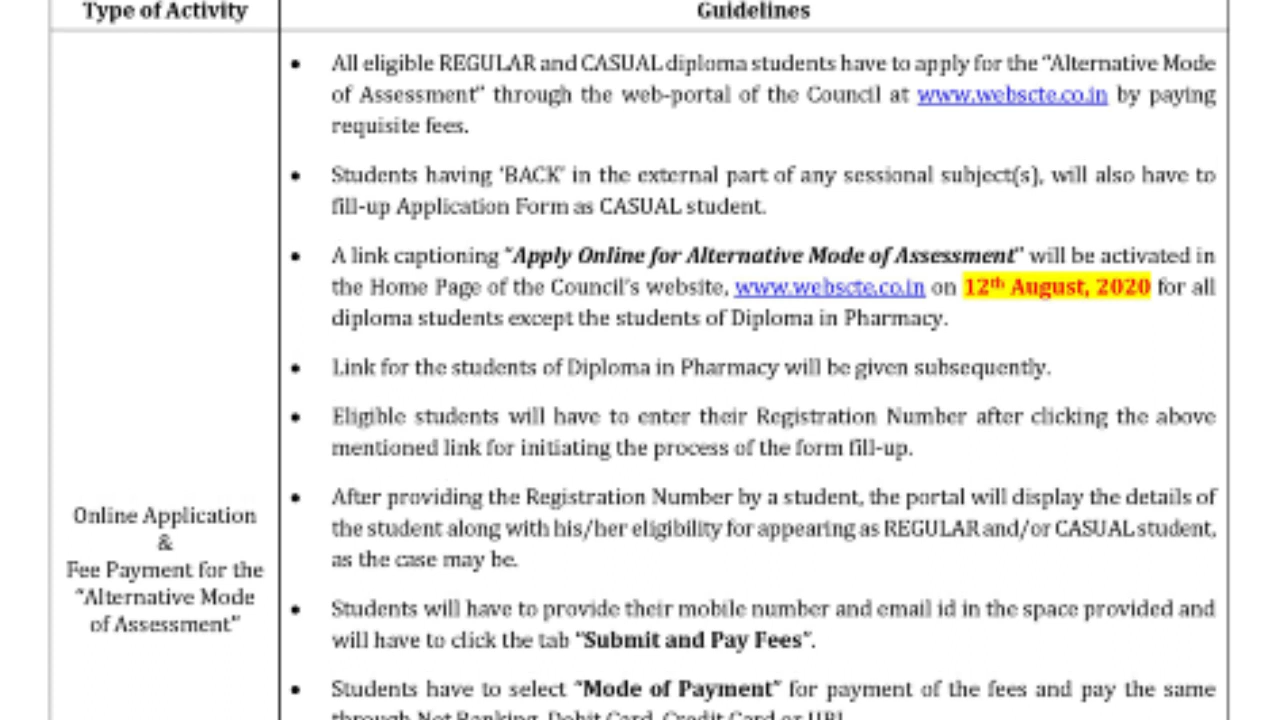 Type of Activity
Guidelines
• All eligible REGULAR and CASUAL diploma students have to apply for the "Alternative Mode
of Assessment" through the web-portal of the Council at www.webscte.co.in by paying
requisite fees.
• Students having 'BACK' in the external part of any sessional subject(s), will also have to
fill-up Application Form as CASUAL student.
• A link captioning "Apply Online for Alternative Mode of Assessment" will be activated in
the Home Page of the Council's website, www.webscte.co.in on 12th August, 2020 for all
diploma students except the students of Diploma in Pharmacy.
• Link for the students of Diploma in Pharmacy will be given subsequently.
• Eligible students will have to enter their Registration Number after clicking the above
mentioned link for initiating the process of the form fill-up.
Online Application
&
Fee Payment for the
"Alternative Mode
of Assessment"
• After providing the Registration Number by a student, the portal will display the details of
the student along with his/her eligibility for appearing as REGULAR and/or CASUAL student,
as the case may be.
• Students will have to provide their mobile number and email id in the space provided and
will have to click the tab "Submit and Pay Fees".
• Students have to select "Mode of Payment" for payment of the fees and pay the same
through Net Banking, Debit Card, Credit Card or UPI.